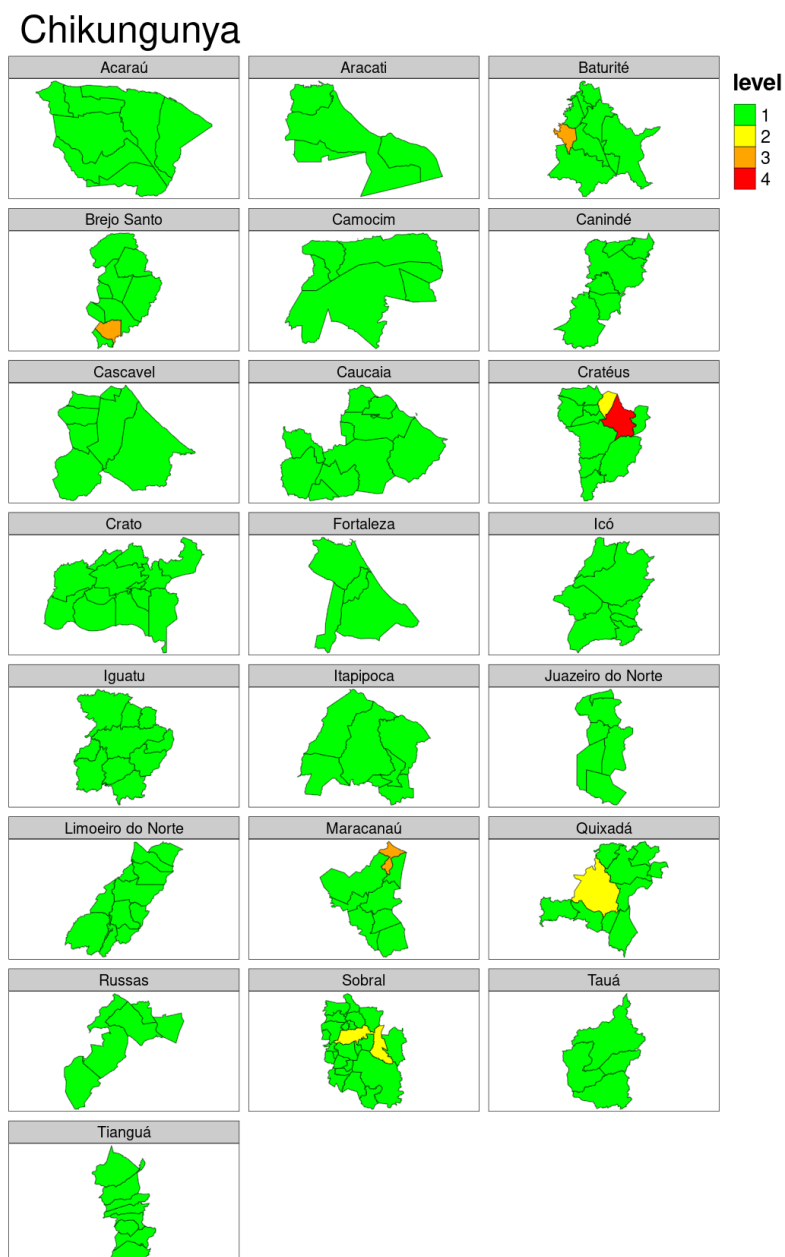 Chikungunya
Acaraú
Aracati
Baturité
level
1
2
3
4
Brejo Santo
Camocim
Canindé
Cascavel
Caucaia
Cratéus
Crato
Fortaleza
Icó
Iguatu
Itapipoca
Juazeiro do Norte
Limoeiro do Norte
Maracanaú
Quixadá
Russas
Sobral
Tauá
Tianguá